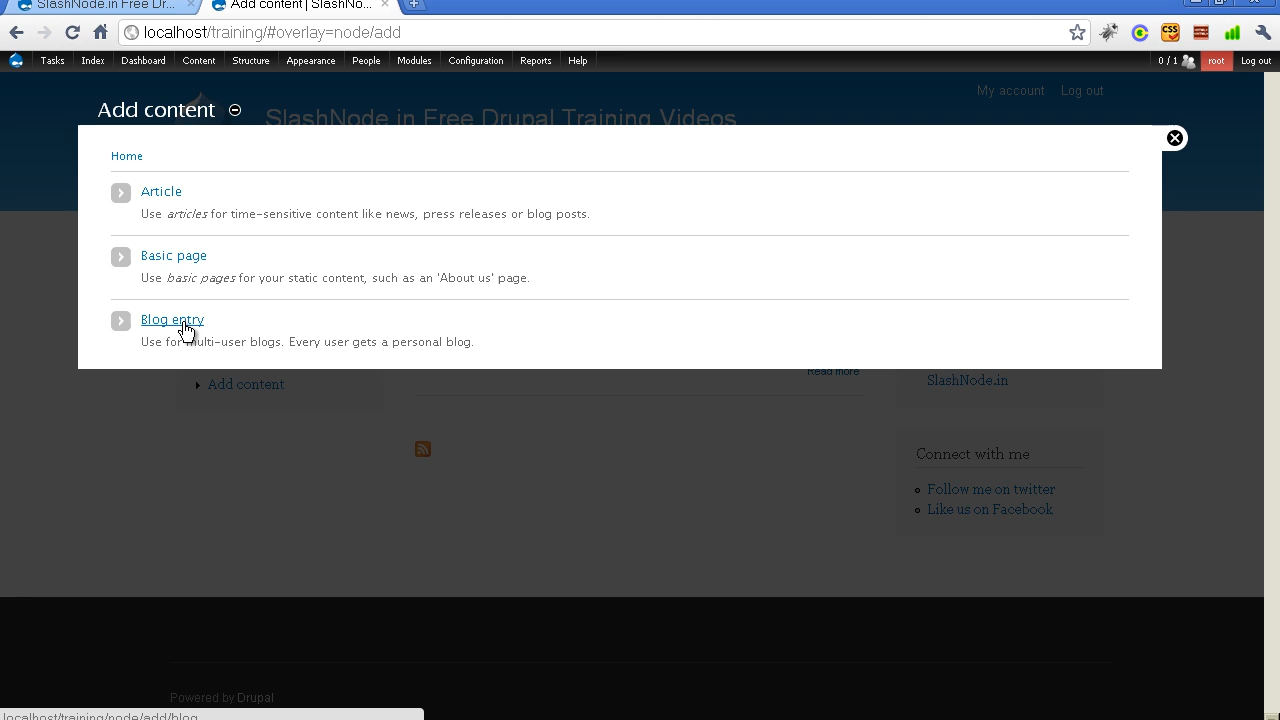 SlashNode in Free Dr...
Add content | SlashNo...
localhost/training/#overlay=node/add
Tasks Index Dashboard Content Structure Appearance People Modules Configuration Reports Help 0 / 1 root Log out
My account Log out
Add content
SlashNode in Free Drupal Training Videos
Home
Article
Use articles for time-sensitive content like news, press releases or blog posts.
Basic page
Use basic pages for your static content, such as an 'About us' page.
Blog entry
Use for multi-user blogs. Every user gets a personal blog.
Read more
Add content
SlashNode.in
Connect with me
Follow me on twitter
Like us on Facebook
Powered by Drupal
localhost/training/node/add/blog